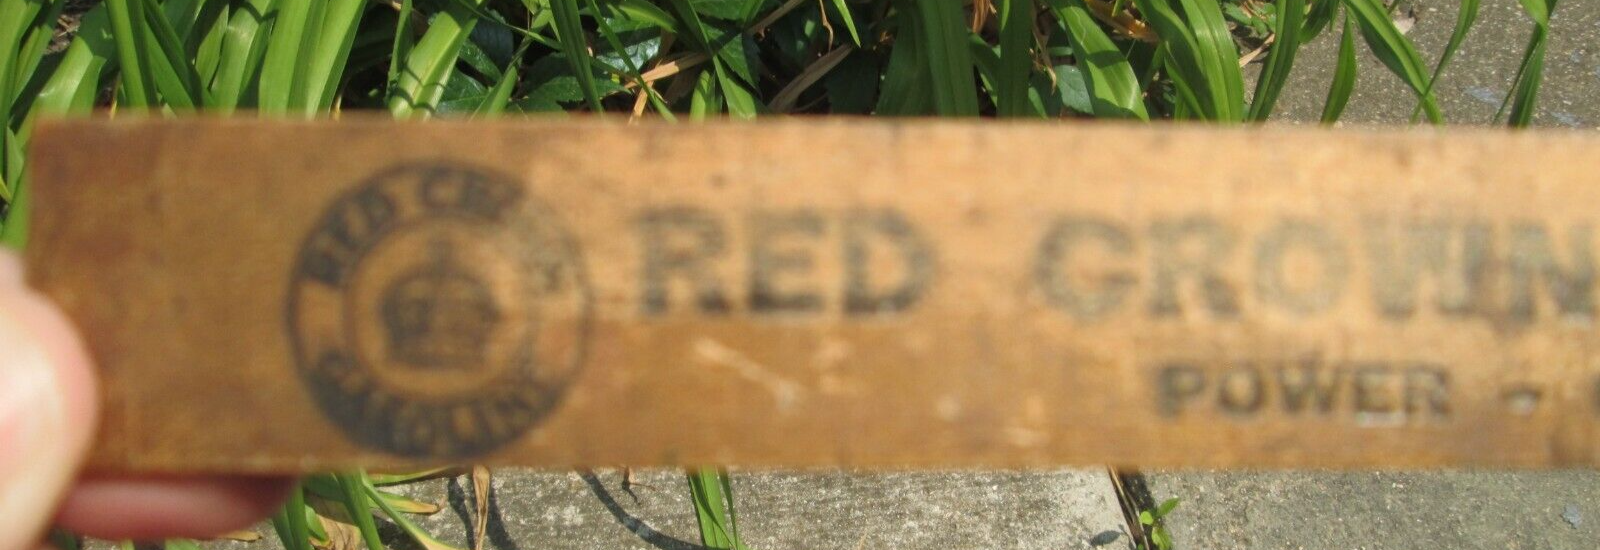 RED CROWN
GASOLINE
RED CROWN
POWER -